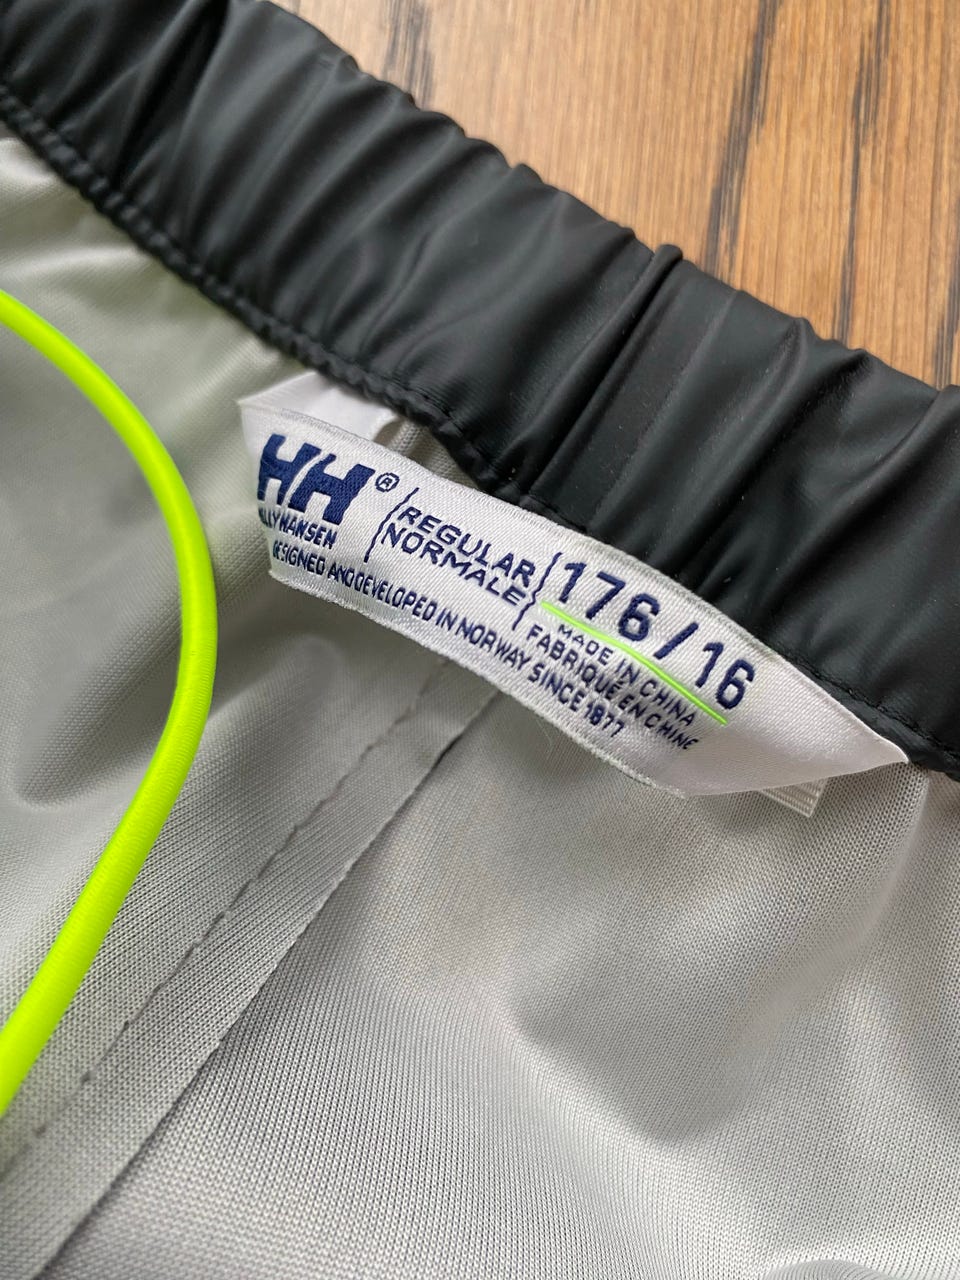 HH®
HELLY HANSEN
REGULAR
NORMALE
176/16
MADE IN CHINA
FABRIQUE EN CHINE
DESIGNED AND DEVELOPED IN NORWAY SINCE 1877